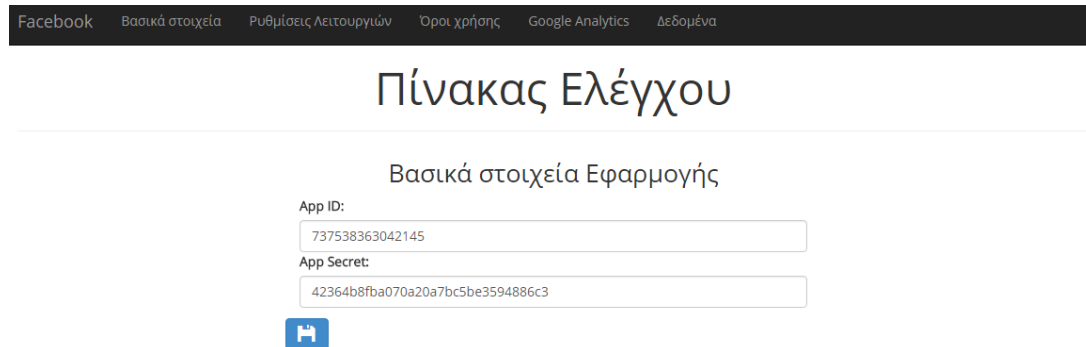 Facebook Βασικά στοιχεία Ρυθμίσεις Λειτουργιών Όροι χρήσης Google Analytics Δεδομένα
Πίνακας Ελέγχου
Βασικά στοιχεία Εφαρμογής
App ID:
737538363042145
App Secret:
42364b8fba070a20a7bc5be3594886c3